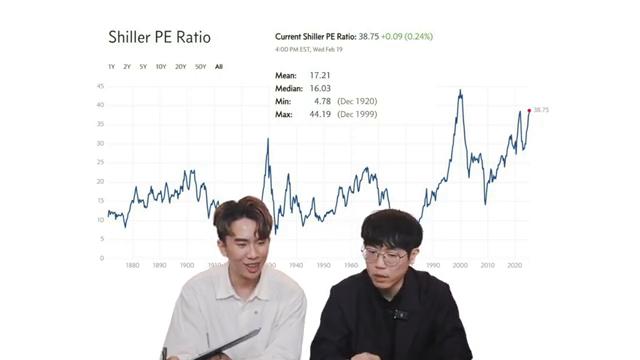 Shiller PE Ratio
Current Shiller PE Ratio: 38.75 +0.09 (0.24%)
4:00 PM EST, Wed Feb 19
1Y 2Y 5Y 10Y 20Y 50Y All
Mean: 17.21
Median: 16.03
Min: 4.78 (Dec 1920)
Max: 44.19 (Dec 1999)
45
40
38.75
35
30
25
20
15
10
5
0
1880 1890 1900 1940 1950 1960 1990 2000 2010 2020